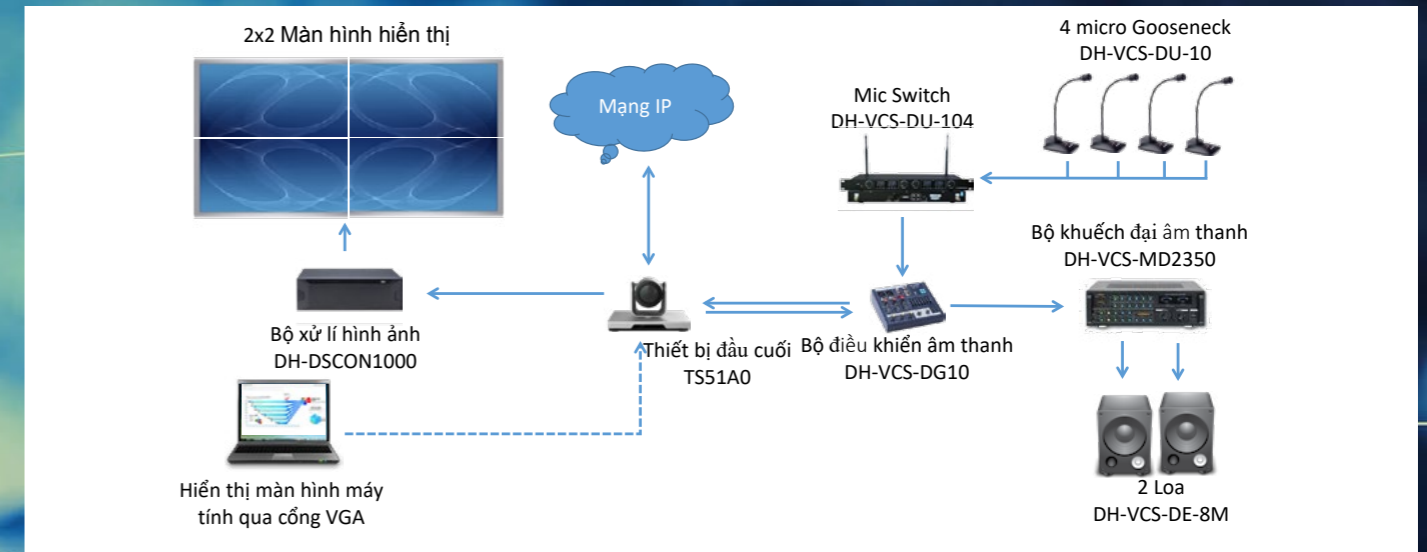 2x2 Màn hình hiển thị
Mạng IP
4 micro Gooseneck
DH-VCS-DU-10
Mic Switch
DH-VCS-DU-104
Bộ khuếch đại âm thanh
DH-VCS-MD2350
Bộ xử lí hình ảnh
DH-DSCON1000
Thiết bị đầu cuối
TS51A0
Bộ điều khiển âm thanh
DH-VCS-DG10
Hiển thị màn hình máy
tính qua cổng VGA
2 Loa
DH-VCS-DE-8M